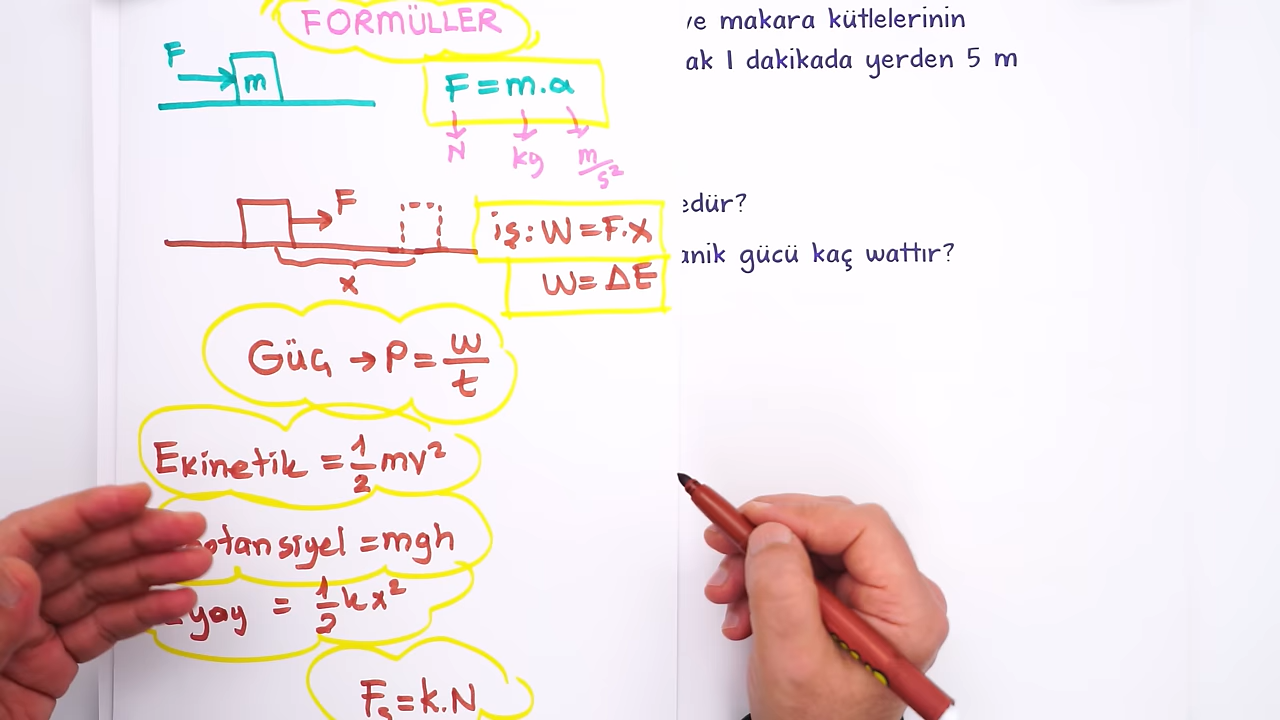 FORMÜLLER
F
m
F = m.a
N kg m/s²
F
x
iş: W = F.x
W = ΔE
Güç → P = w/t
Ekinetik = 1/2 mv²
= mgh
yay = 1/2 kx²
Fs = k.N
ve makara kütlelerinin
ak 1 dakikada yerden 5 m
edür?
anik gücü kaç wattır?